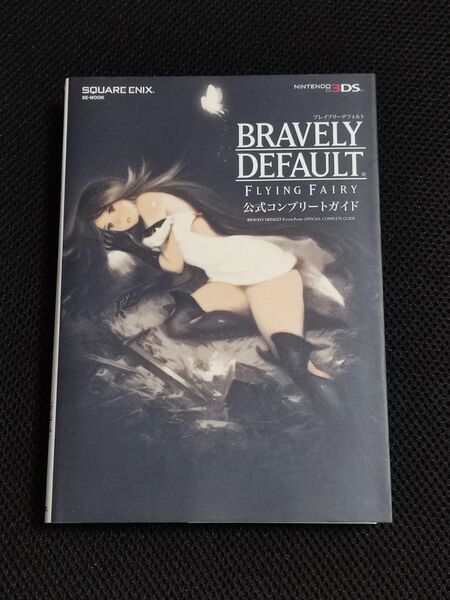 SQUARE ENIX.
SE-MOOK
NINTENDO 3DS
ブレイブリーデフォルト
BRAVELY
DEFAULT®
FLYING FAIRY
公式コンプリートガイド
BRAVELY DEFAULT FLYING FAIRY OFFICIAL COMPLETE GUIDE